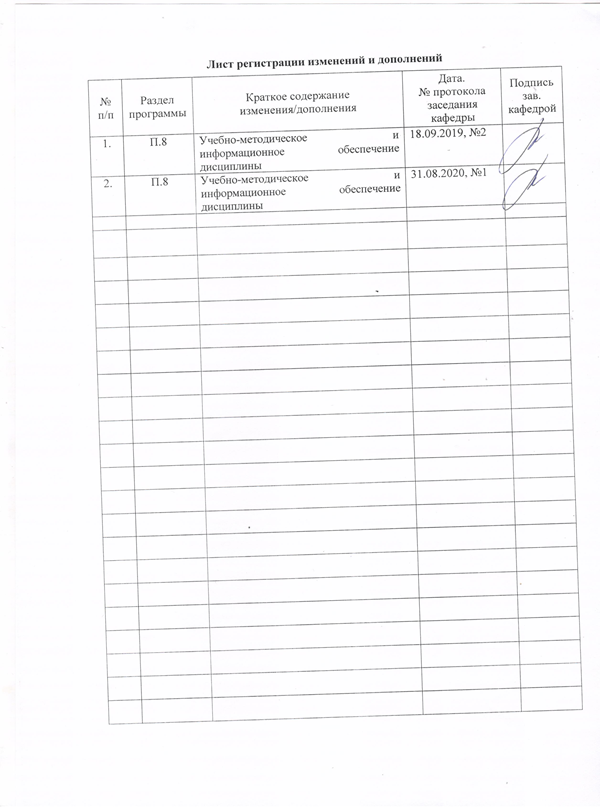 Лист регистрации изменений и дополнений
№
п/п
Раздел
программы
Краткое содержание
изменения/дополнения
Дата.
№ протокола
заседания
кафедры
Подпись
зав.
кафедрой
1.
П.8
Учебно-методическое и
информационное обеспечение
дисциплины
18.09.2019, №2
2.
П.8
Учебно-методическое и
информационное обеспечение
дисциплины
31.08.2020, №1